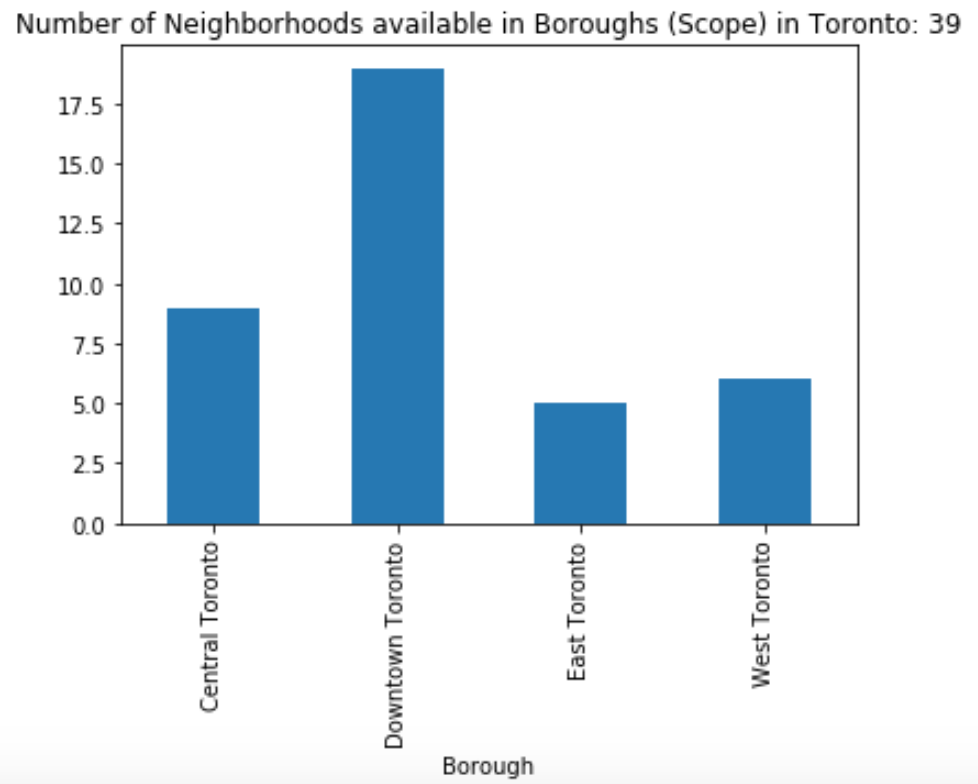 Number of Neighborhoods available in Boroughs (Scope) in Toronto: 39
17.5
15.0
12.5
10.0
7.5
5.0
2.5
0.0
Central Toronto
Downtown Toronto
East Toronto
West Toronto
Borough